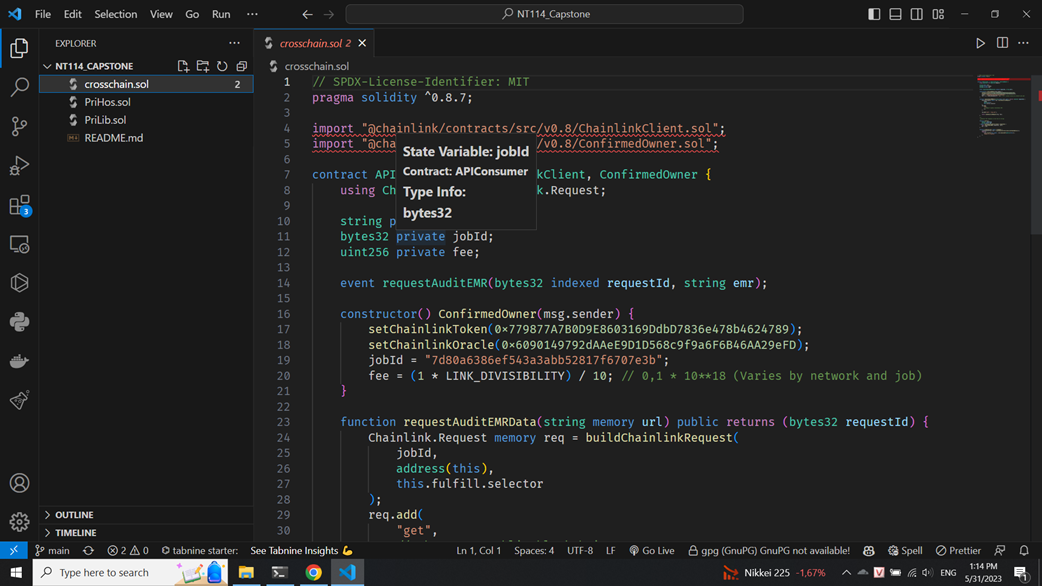 File Edit Selection View Go Run ··· NT114_Capstone
EXPLORER ···
NT114_CAPSTONE
crosschain.sol 2
PriHos.sol
PriLib.sol
README.md
OUTLINE
TIMELINE
3
crosschain.sol 2
crosschain.sol
1 // SPDX-License-Identifier: MIT
2 pragma solidity ^0.8.7;
3
4 import "@chainlink/contracts/src/v0.8/ChainlinkClient.sol";
5 import "@cha /v0.8/ConfirmedOwner.sol";
6
7 contract API kClient, ConfirmedOwner {
8 using Ch k.Request;
9
10 string p
11 bytes32 private jobId;
12 uint256 private fee;
13
14 event requestAuditEMR(bytes32 indexed requestId, string emr);
15
16 constructor() ConfirmedOwner(msg.sender) {
17 setChainlinkToken(0×779877A7B0D9E8603169DdbD7836e478b4624789);
18 setChainlinkOracle(0×6090149792dAAeE9D1D568c9f9a6F6B46AA29eFD);
19 jobId = "7d80a6386ef543a3abb52817f6707e3b";
20 fee = (1 * LINK_DIVISIBILITY) / 10; // 0,1 * 10**18 (Varies by network and job)
21 }
22
23 function requestAuditEMRData(string memory url) public returns (bytes32 requestId) {
24 Chainlink.Request memory req = buildChainlinkRequest(
25 jobId,
26 address(this),
27 this.fulfill.selector
28 );
29 req.add(
30 "get",
State Variable: jobId
Contract: APIConsumer
Type Info:
bytes32
main 2 0 tabnine starter: See Tabnine Insights Ln 1, Col 1 Spaces: 4 UTF-8 LF Go Live gpg (GnuPG) GnuPG not available! Spell Prettier
Type here to search Nikkei 225 -1,67% V ENG 1:14 PM
5/31/2023
1